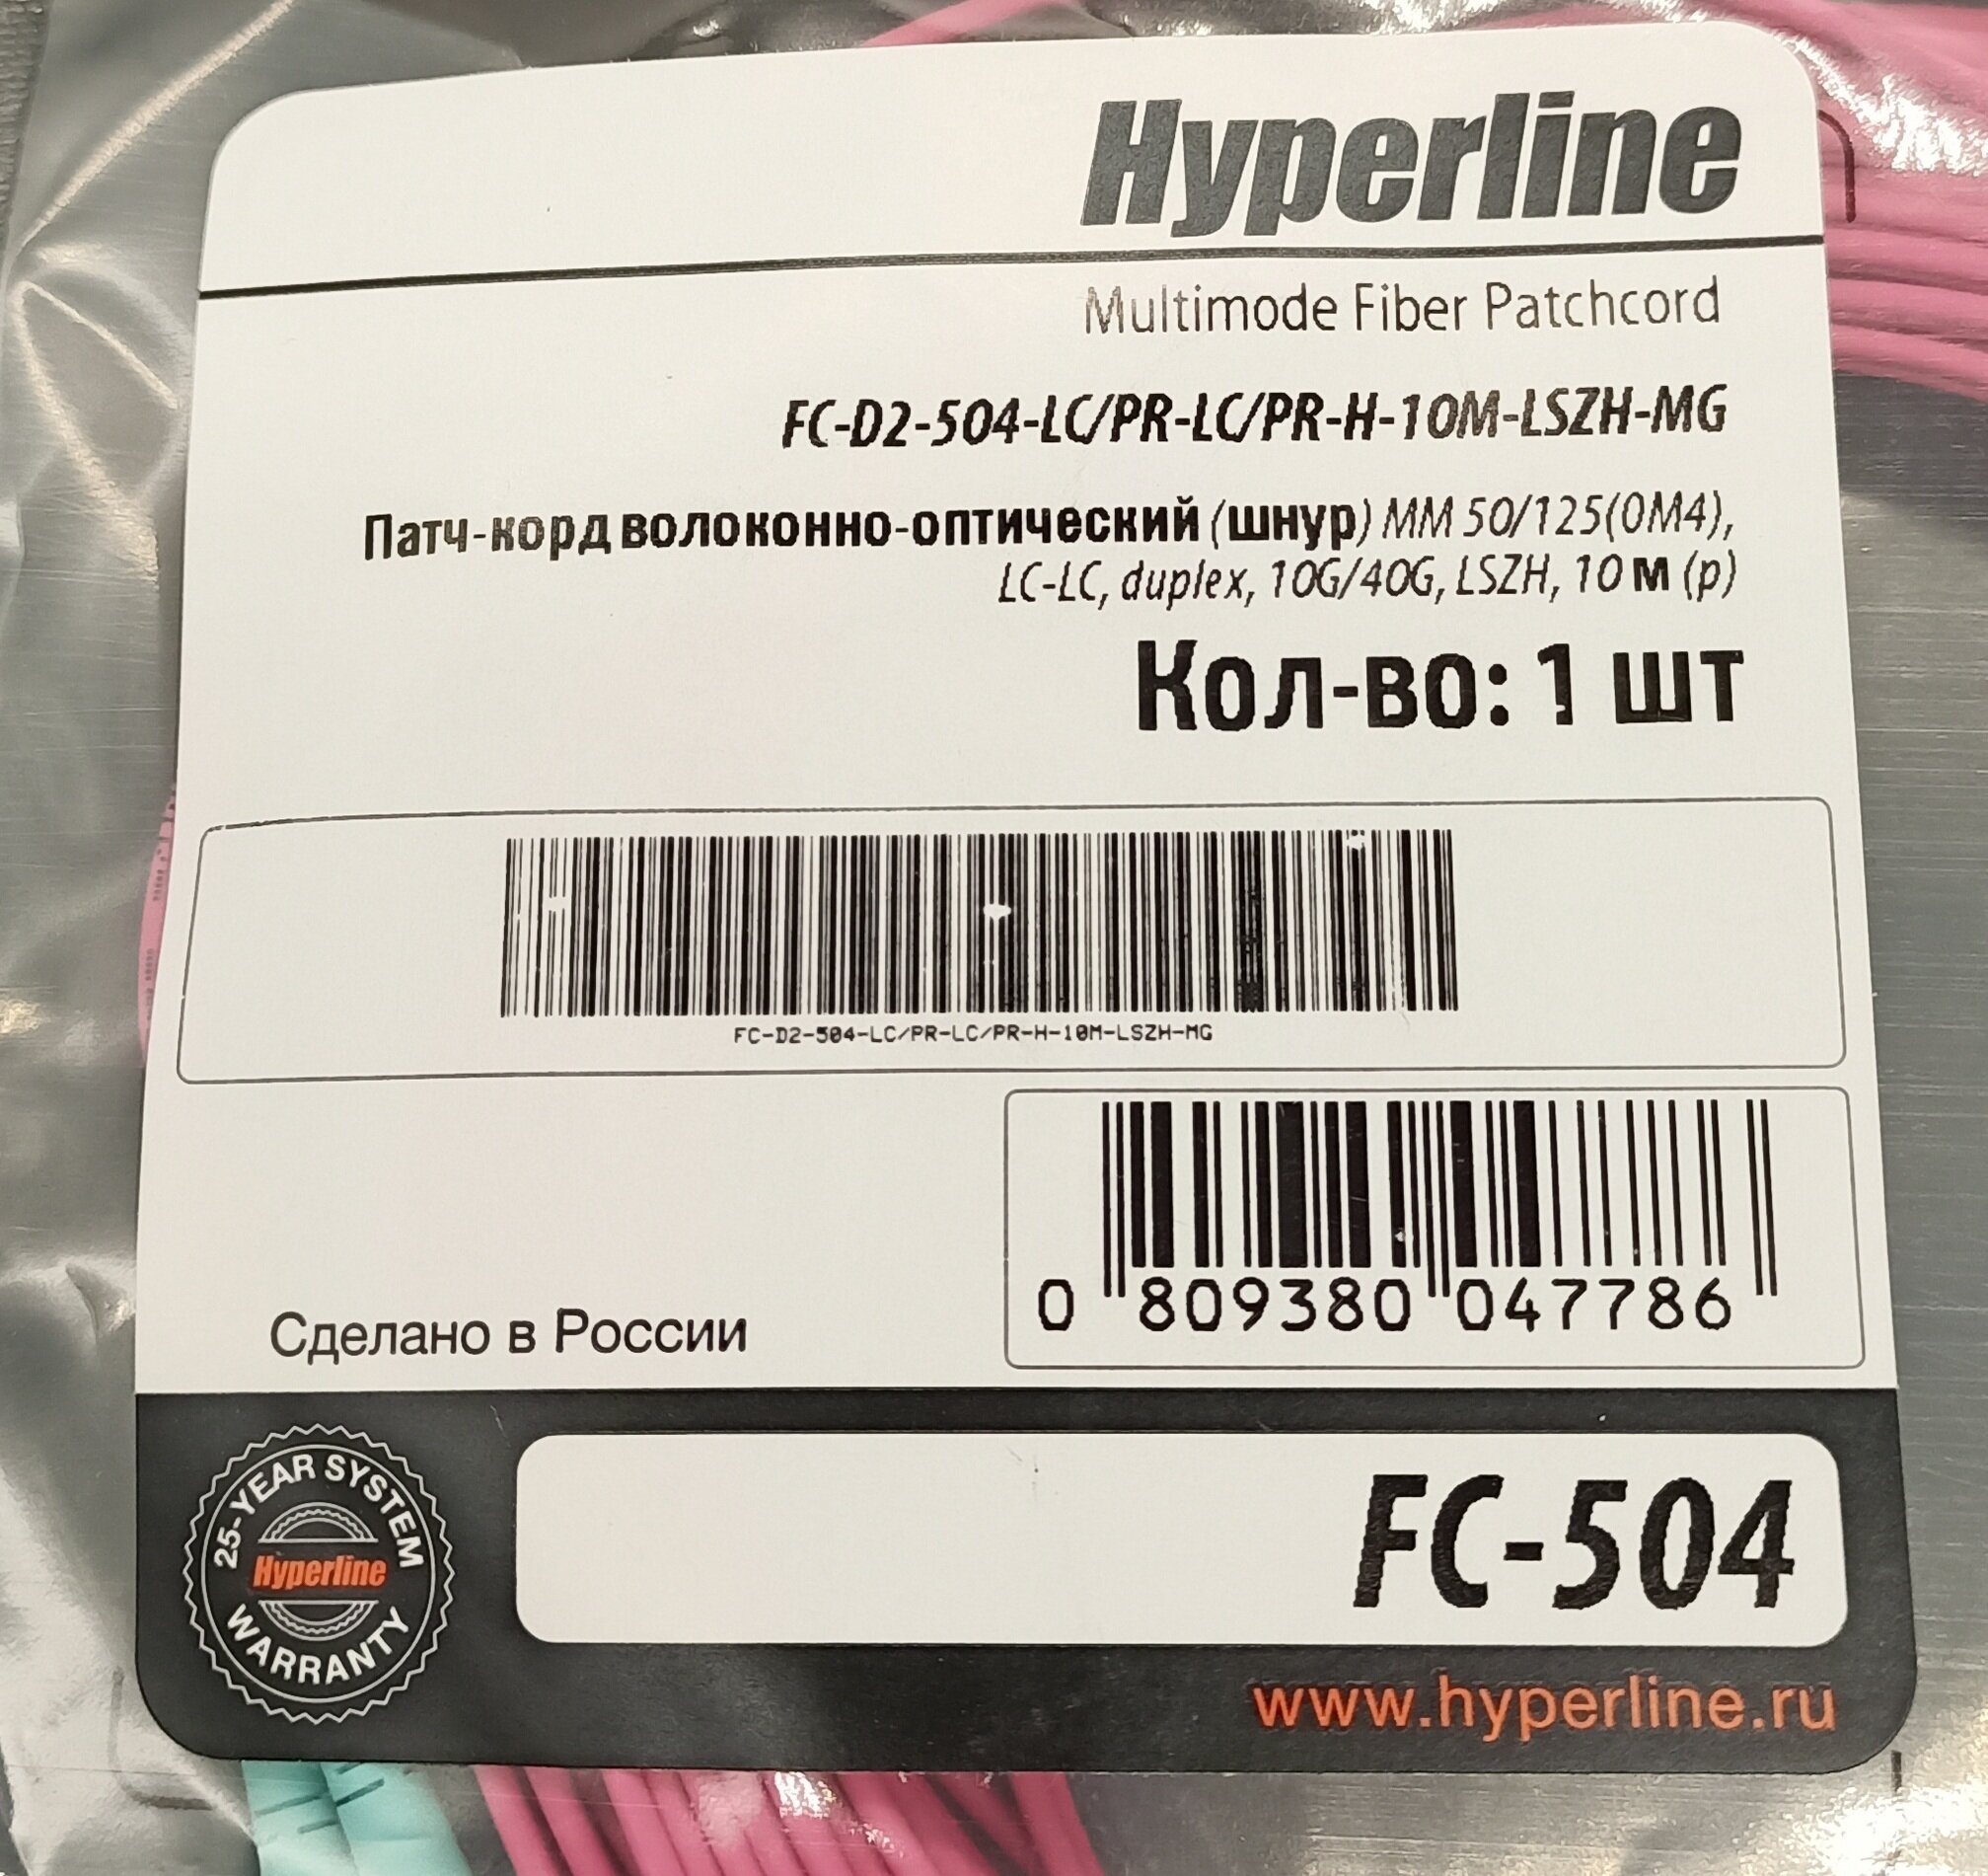 Hyperline
Multimode Fiber Patchcord
FC-D2-504-LC/PR-LC/PR-H-10M-LSZH-MG
Патч-корд волоконно-оптический (шнур) MM 50/125(OM4),
LC-LC, duplex, 10G/40G, LSZH, 10 м (р)
Кол-во: 1 шт
FC-D2-504-LC/PR-LC/PR-H-10M-LSZH-MG
0 809380 047786
Сделано в России
25-YEAR SYSTEM
Hyperline
WARRANTY
FC-504
www.hyperline.ru